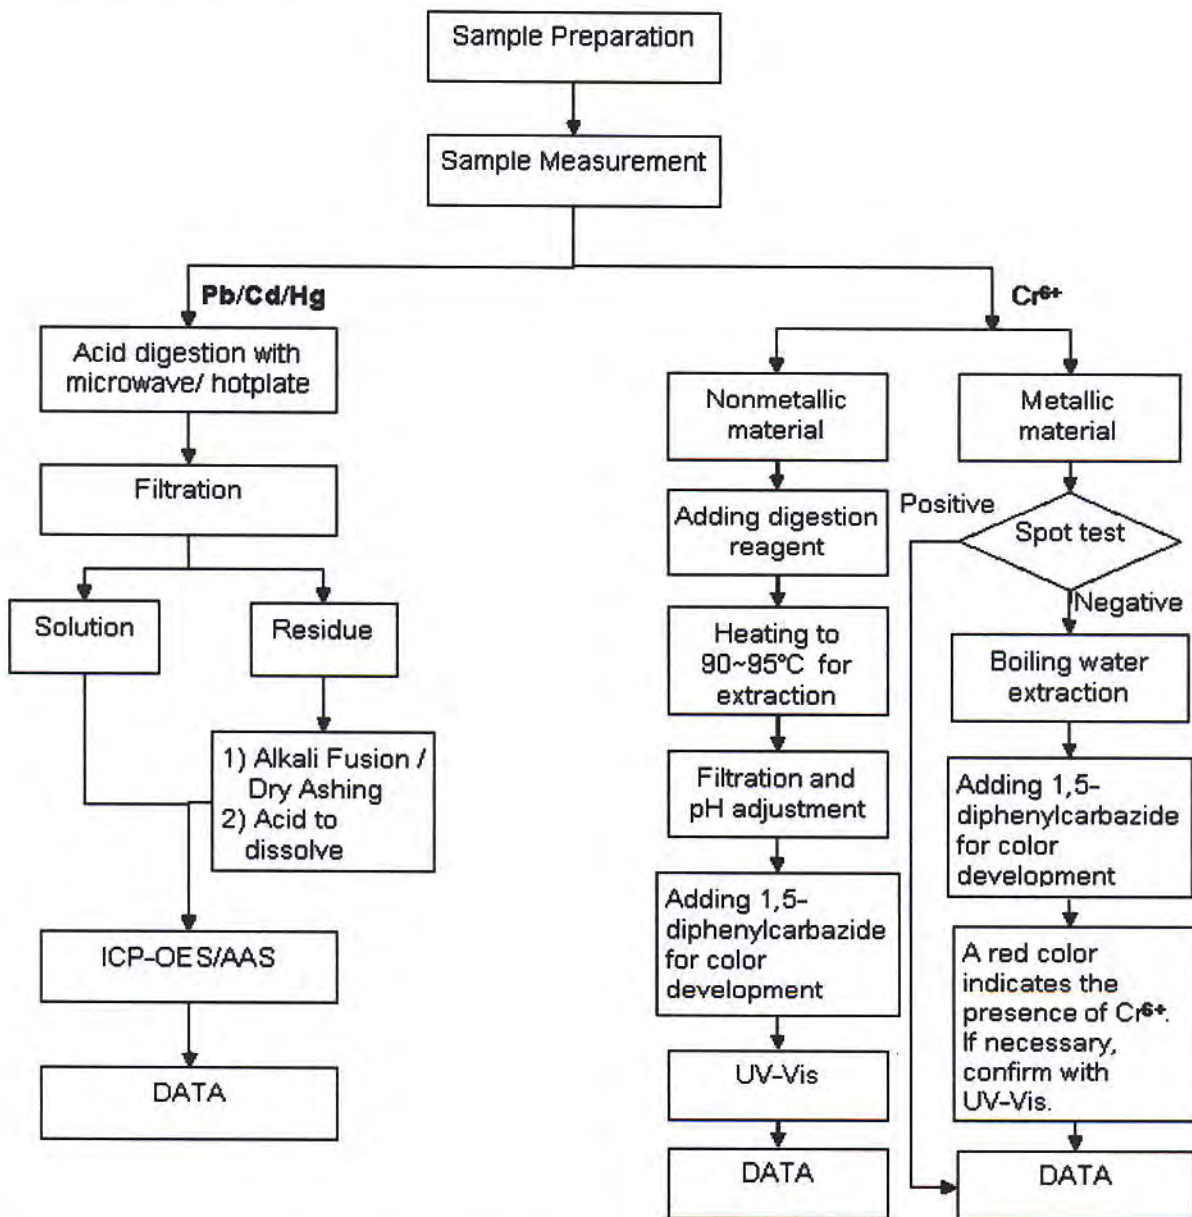 Sample Preparation
Sample Measurement
Pb/Cd/Hg
Acid digestion with
microwave/ hotplate
Filtration
Solution
Residue
1) Alkali Fusion /
Dry Ashing
2) Acid to
dissolve
ICP-OES/AAS
DATA
Cr⁶⁺
Nonmetallic
material
Adding digestion
reagent
Heating to
90~95°C for
extraction
Filtration and
pH adjustment
Adding 1,5-
diphenylcarbazide
for color
development
UV-Vis
DATA
Metallic
material
Positive
Spot test
Negative
Boiling water
extraction
Adding 1,5-
diphenylcarbazide
for color
development
A red color
indicates the
presence of Cr⁶⁺.
If necessary,
confirm with
UV-Vis.
DATA